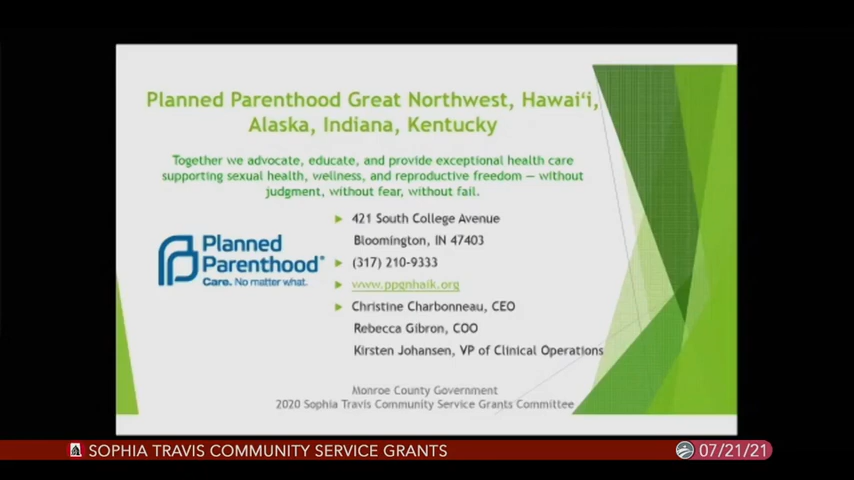 Planned Parenthood Great Northwest, Hawai‘i,
Alaska, Indiana, Kentucky
Together we advocate, educate, and provide exceptional health care
supporting sexual health, wellness, and reproductive freedom — without
judgment, without fear, without fail.
Planned
Parenthood®
Care. No matter what.
421 South College Avenue
Bloomington, IN 47403
(317) 210-9333
www.ppgnhaik.org
Christine Charbonneau, CEO
Rebecca Gibron, COO
Kirsten Johansen, VP of Clinical Operations
Monroe County Government
2020 Sophia Travis Community Service Grants Committee
SOPHIA TRAVIS COMMUNITY SERVICE GRANTS
07/21/21